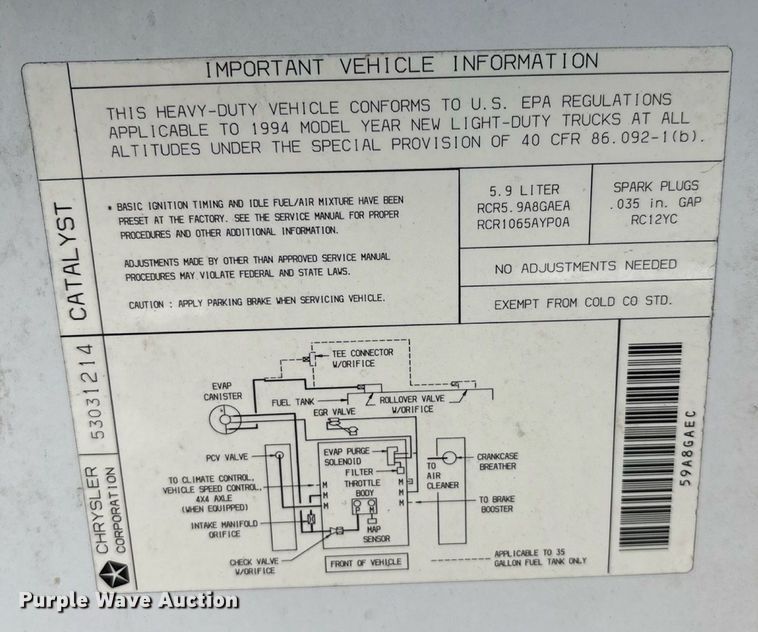 IMPORTANT VEHICLE INFORMATION
THIS HEAVY-DUTY VEHICLE CONFORMS TO U.S. EPA REGULATIONS
APPLICABLE TO 1994 MODEL YEAR NEW LIGHT-DUTY TRUCKS AT ALL
ALTITUDES UNDER THE SPECIAL PROVISION OF 40 CFR 86.092-1(b).
CATALYST
53031214
CHRYSLER
CORPORATION
• BASIC IGNITION TIMING AND IDLE FUEL/AIR MIXTURE HAVE BEEN
PRESET AT THE FACTORY. SEE THE SERVICE MANUAL FOR PROPER
PROCEDURES AND OTHER ADDITIONAL INFORMATION.
ADJUSTMENTS MADE BY OTHER THAN APPROVED SERVICE MANUAL
PROCEDURES MAY VIOLATE FEDERAL AND STATE LAWS.
CAUTION : APPLY PARKING BRAKE WHEN SERVICING VEHICLE.
5.9 LITER
RCR5.9A8GAEA
RCR1065AYP0A
SPARK PLUGS
.035 in. GAP
RC12YC
NO ADJUSTMENTS NEEDED
EXEMPT FROM COLD CO STD.
TEE CONNECTOR
W/ORIFICE
EVAP
CANISTER
FUEL TANK
ROLLOVER VALVE
W/ORIFICE
EGR VALVE
PCV VALVE
EVAP PURGE
SOLENOID
FILTER
THROTTLE
BODY
TO
AIR
CLEANER
CRANKCASE
BREATHER
TO CLIMATE CONTROL,
VEHICLE SPEED CONTROL,
4X4 AXLE
(WHEN EQUIPPED)
M
M
M
M
M
M
P M
TO BRAKE
BOOSTER
INTAKE MANIFOLD
ORIFICE
MAP
SENSOR
CHECK VALVE
W/ORIFICE
FRONT OF VEHICLE
APPLICABLE TO 35
GALLON FUEL TANK ONLY
59A8GAEC
Purple Wave Auction